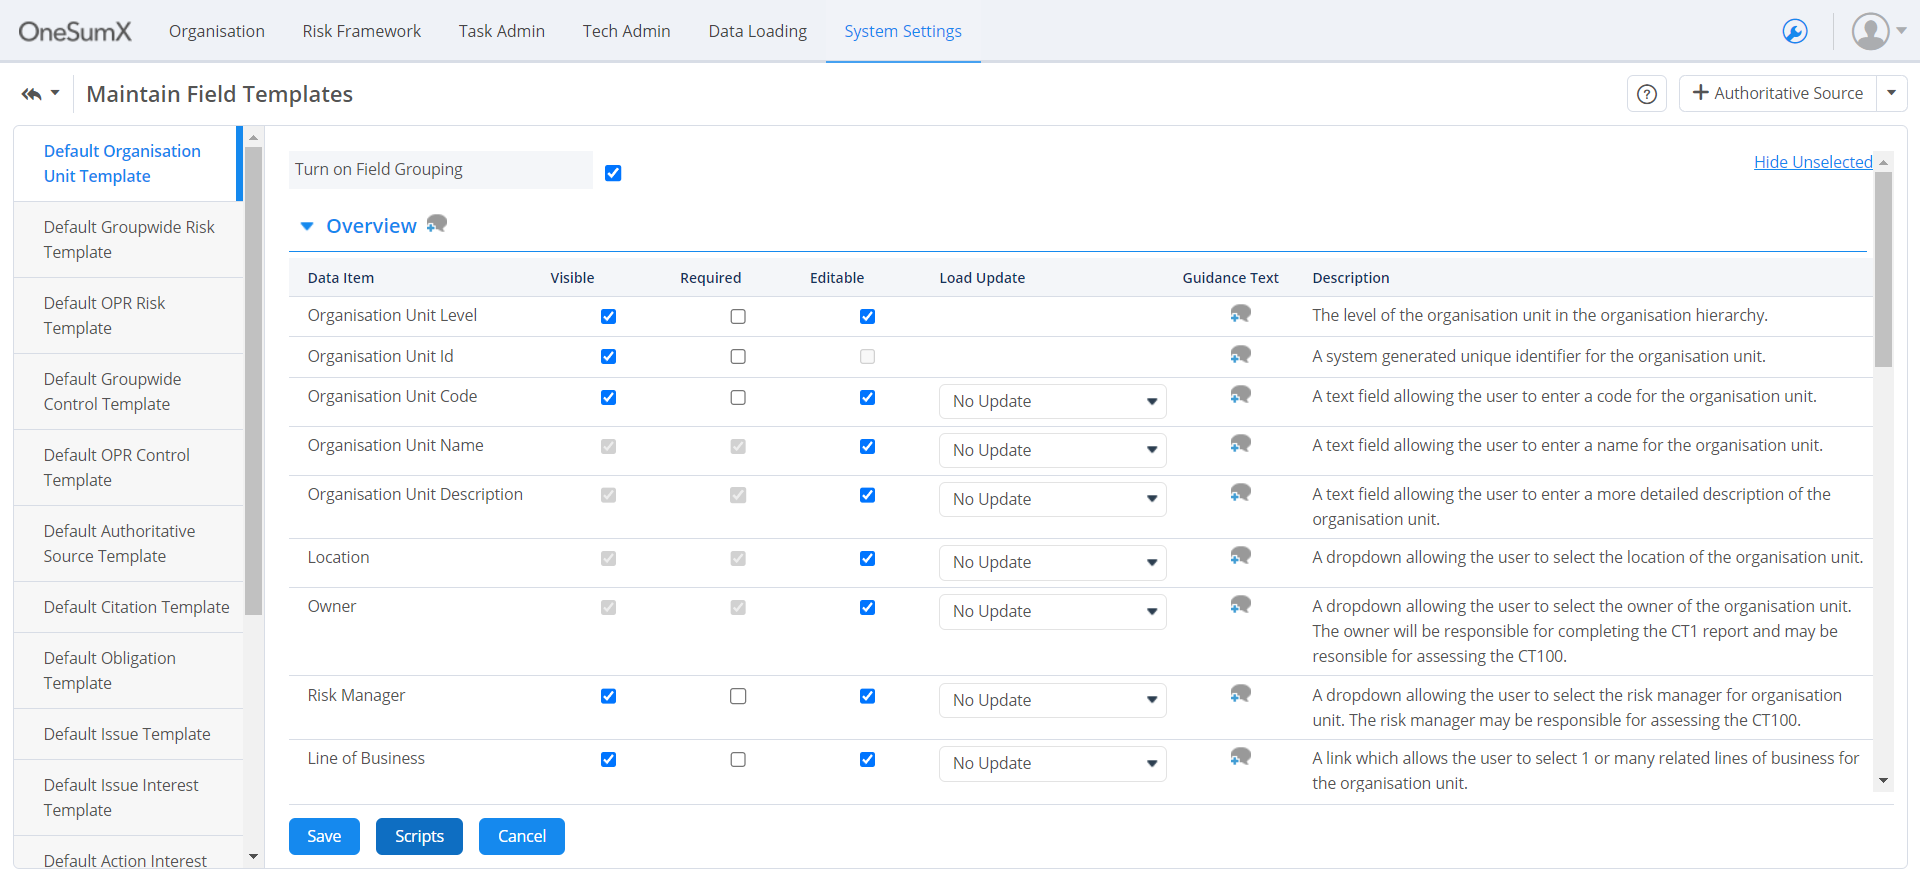 OneSumX Organisation Risk Framework Task Admin Tech Admin Data Loading System Settings
Maintain Field Templates
? + Authoritative Source
Default Organisation
Unit Template
Default Groupwide Risk
Template
Default OPR Risk
Template
Default Groupwide
Control Template
Default OPR Control
Template
Default Authoritative
Source Template
Default Citation Template
Default Obligation
Template
Default Issue Template
Default Issue Interest
Template
Default Action Interest
Turn on Field Grouping
Hide Unselected
Overview
Data Item Visible Required Editable Load Update Guidance Text Description
Organisation Unit Level The level of the organisation unit in the organisation hierarchy.
Organisation Unit Id A system generated unique identifier for the organisation unit.
Organisation Unit Code No Update A text field allowing the user to enter a code for the organisation unit.
Organisation Unit Name No Update A text field allowing the user to enter a name for the organisation unit.
Organisation Unit Description No Update A text field allowing the user to enter a more detailed description of the
organisation unit.
Location No Update A dropdown allowing the user to select the location of the organisation unit.
Owner No Update A dropdown allowing the user to select the owner of the organisation unit.
The owner will be responsible for completing the CT1 report and may be
resonsible for assessing the CT100.
Risk Manager No Update A dropdown allowing the user to select the risk manager for organisation
unit. The risk manager may be responsible for assessing the CT100.
Line of Business No Update A link which allows the user to select 1 or many related lines of business for
the organisation unit.
Save Scripts Cancel